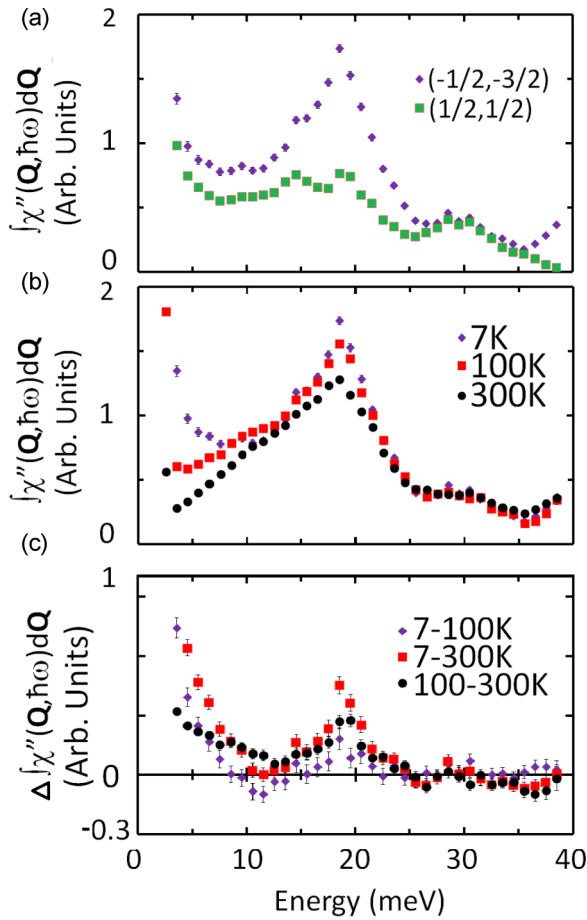 (a)
2
1
0
∫χ″(Q,ħω)dQ
(Arb. Units)
(-1/2,-3/2)
(1/2,1/2)
(b)
2
1
0
∫χ″(Q,ħω)dQ
(Arb. Units)
7K
100K
300K
(c)
1
0
-0.3
Δ∫χ″(Q,ħω)dQ
(Arb. Units)
7-100K
7-300K
100-300K
0 10 20 30 40
Energy (meV)